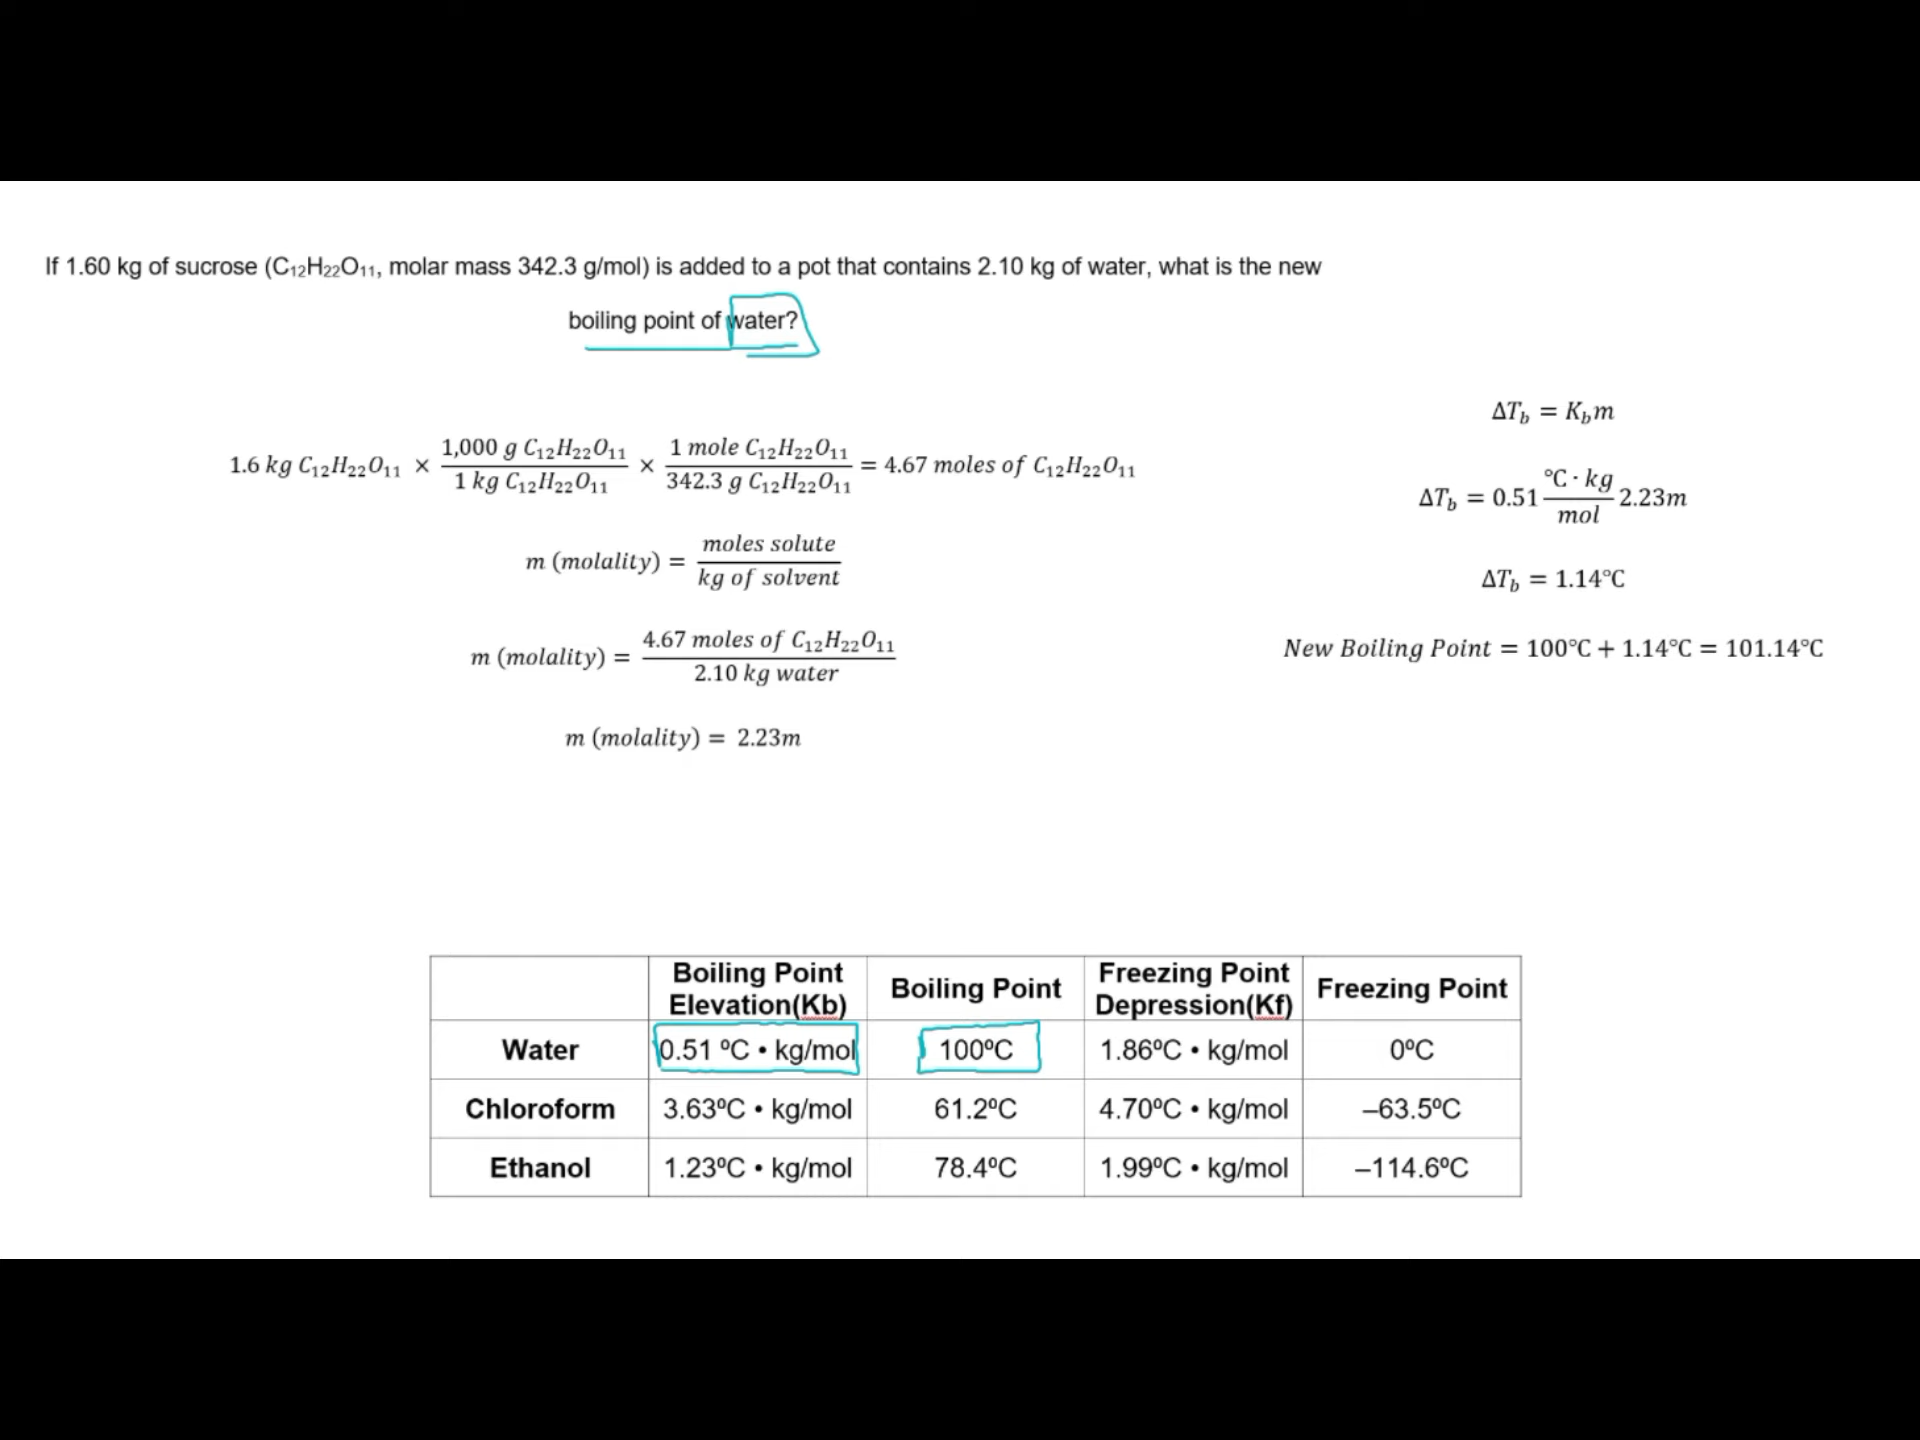 If 1.60 kg of sucrose (C₁₂H₂₂O₁₁, molar mass 342.3 g/mol) is added to a pot that contains 2.10 kg of water, what is the new
boiling point of water?
1.6 kg C₁₂H₂₂O₁₁ × (1,000 g C₁₂H₂₂O₁₁)/(1 kg C₁₂H₂₂O₁₁) × (1 mole C₁₂H₂₂O₁₁)/(342.3 g C₁₂H₂₂O₁₁) = 4.67 moles of C₁₂H₂₂O₁₁
m (molality) = (moles solute)/(kg of solvent)
m (molality) = (4.67 moles of C₁₂H₂₂O₁₁)/(2.10 kg water)
m (molality) = 2.23m
ΔT_b = K_b m
ΔT_b = 0.51 (°C · kg)/(mol) 2.23m
ΔT_b = 1.14°C
New Boiling Point = 100°C + 1.14°C = 101.14°C
Boiling Point Elevation(Kb) Boiling Point Freezing Point Depression(Kf) Freezing Point
Water 0.51 ºC • kg/mol 100ºC 1.86ºC • kg/mol 0ºC
Chloroform 3.63ºC • kg/mol 61.2ºC 4.70ºC • kg/mol –63.5ºC
Ethanol 1.23ºC • kg/mol 78.4ºC 1.99ºC • kg/mol –114.6ºC